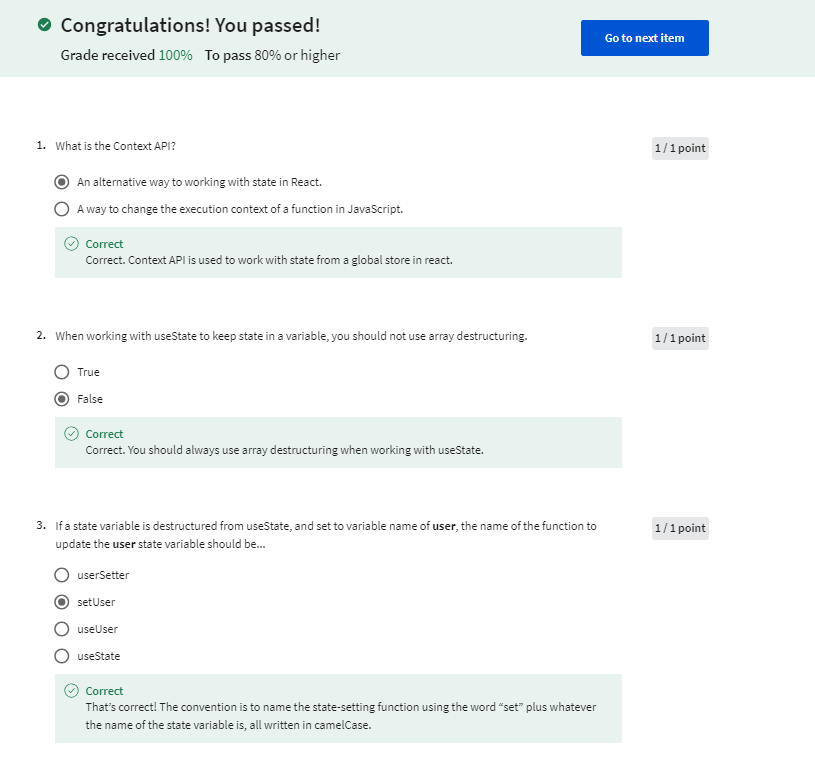 Congratulations! You passed!
Grade received 100% To pass 80% or higher
Go to next item
1. What is the Context API?
1 / 1 point
An alternative way to working with state in React.
A way to change the execution context of a function in JavaScript.
Correct
Correct. Context API is used to work with state from a global store in react.
2. When working with useState to keep state in a variable, you should not use array destructuring.
1 / 1 point
True
False
Correct
Correct. You should always use array destructuring when working with useState.
3. If a state variable is destructured from useState, and set to variable name of user, the name of the function to
update the user state variable should be...
1 / 1 point
userSetter
setUser
useUser
useState
Correct
That's correct! The convention is to name the state-setting function using the word “set” plus whatever
the name of the state variable is, all written in camelCase.